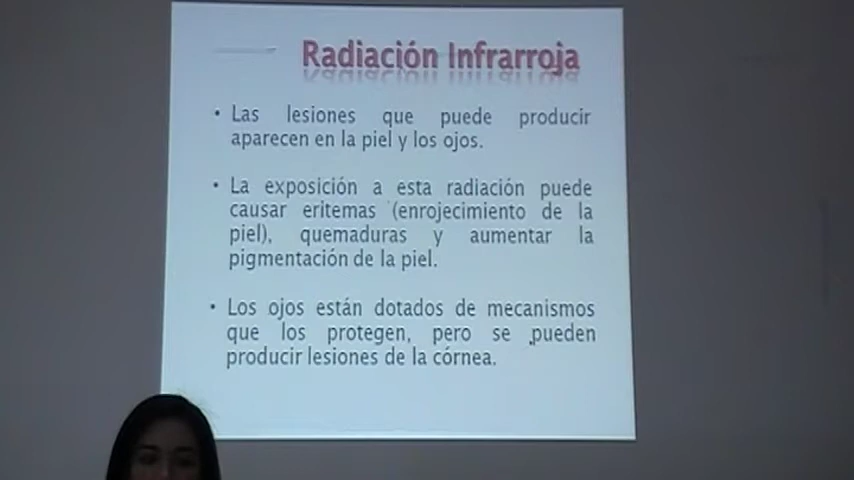 Radiación Infrarroja
• Las lesiones que puede producir
aparecen en la piel y los ojos.
• La exposición a esta radiación puede
causar eritemas (enrojecimiento de la
piel), quemaduras y aumentar la
pigmentación de la piel.
• Los ojos están dotados de mecanismos
que los protegen, pero se pueden
producir lesiones de la córnea.